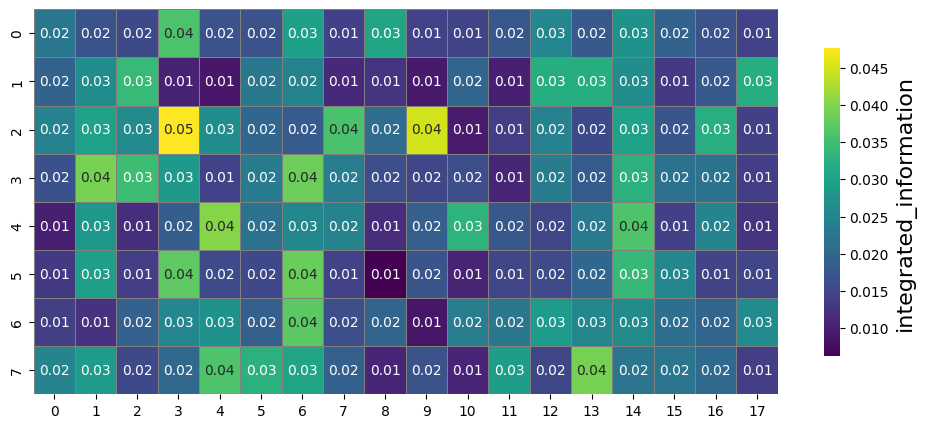 0 0.02 0.02 0.02 0.04 0.02 0.02 0.03 0.01 0.03 0.01 0.01 0.02 0.03 0.02 0.03 0.02 0.02 0.01
1 0.02 0.03 0.03 0.01 0.01 0.02 0.02 0.01 0.01 0.01 0.02 0.01 0.03 0.03 0.03 0.01 0.02 0.03
2 0.02 0.03 0.03 0.05 0.03 0.02 0.02 0.04 0.02 0.04 0.01 0.01 0.02 0.02 0.03 0.02 0.03 0.01
3 0.02 0.04 0.03 0.03 0.01 0.02 0.04 0.02 0.02 0.02 0.02 0.01 0.02 0.02 0.03 0.02 0.02 0.01
4 0.01 0.03 0.01 0.02 0.04 0.02 0.03 0.02 0.01 0.02 0.03 0.02 0.02 0.02 0.04 0.01 0.02 0.01
5 0.01 0.03 0.01 0.04 0.02 0.02 0.04 0.01 0.01 0.02 0.01 0.02 0.02 0.02 0.03 0.03 0.01 0.01
6 0.01 0.01 0.02 0.03 0.03 0.02 0.04 0.02 0.02 0.01 0.02 0.02 0.03 0.03 0.03 0.02 0.02 0.03
7 0.02 0.03 0.02 0.02 0.04 0.03 0.03 0.02 0.01 0.02 0.01 0.03 0.02 0.04 0.02 0.02 0.02 0.01
0 1 2 3 4 5 6 7 8 9 10 11 12 13 14 15 16 17
0.045
0.040
0.035
0.030
0.025
0.020
0.015
0.010
integrated_information